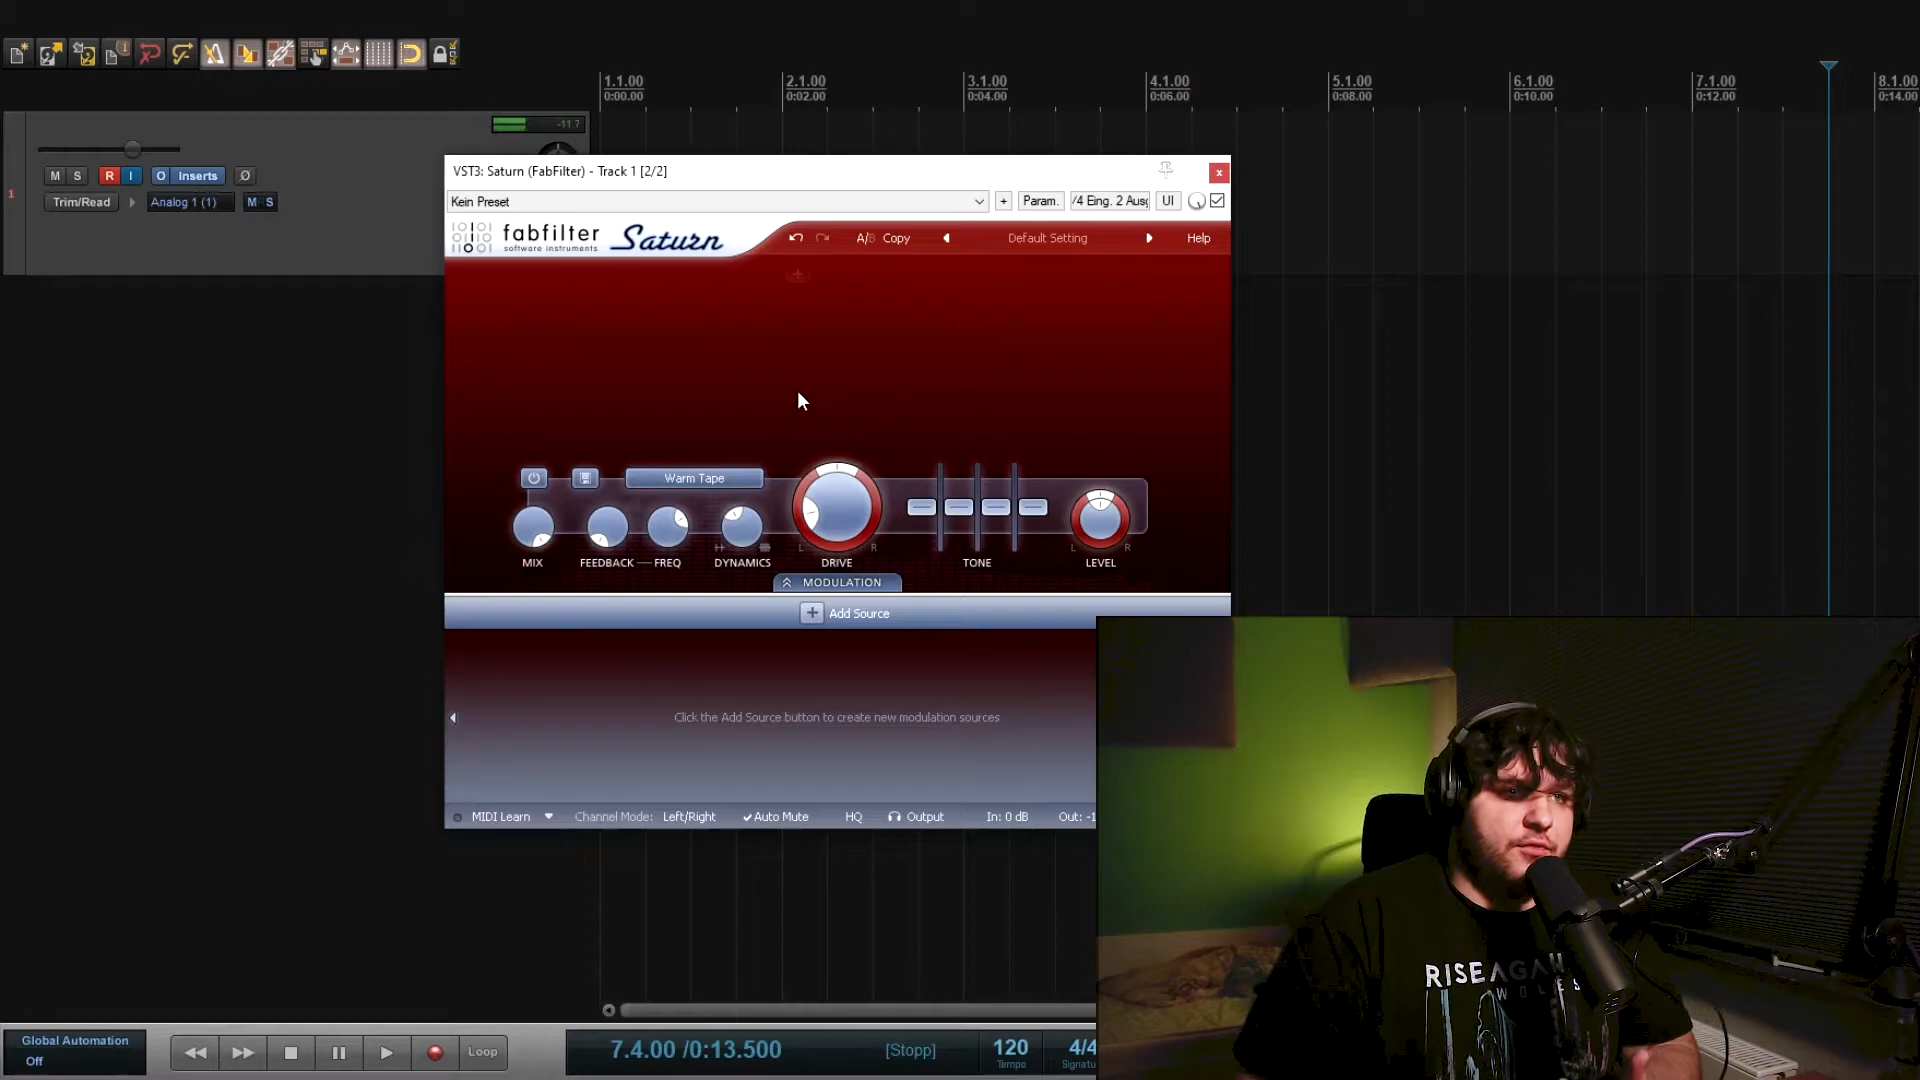 1.1.00 2.1.00 3.1.00 4.1.00 5.1.00 6.1.00 7.1.00 8.1.00
0:00.00 0:02.00 0:04.00 0:06.00 0:08.00 0:10.00 0:12.00 0:14.00
-11.7
M S R I O Inserts Ø
1
Trim/Read Analog 1 (1) M S
VST3: Saturn (FabFilter) - Track 1 [2/2] x
Kein Preset + Param. /4 Eing. 2 Ausg UI
fabfilter Saturn A/B Copy Default Setting Help
software instruments
Warm Tape
L R L R
MIX FEEDBACK FREQ DYNAMICS DRIVE TONE LEVEL
MODULATION
+ Add Source
Click the Add Source button to create new modulation sources
MIDI Learn Channel Mode: Left/Right Auto Mute HQ Output In: 0 dB Out: -1
RISE AGAIN
Global Automation
Off
Loop
7.4.00 /0:13.500 [Stopp] 120 4/4
Tempo Signatu